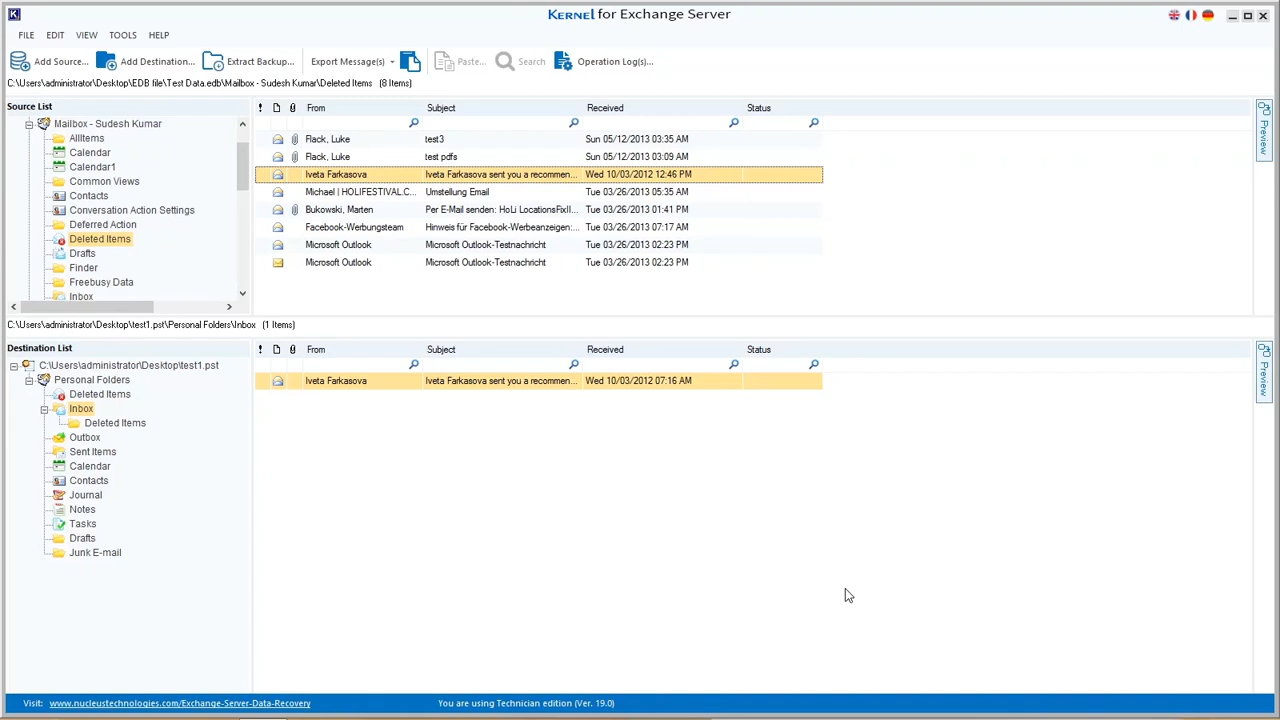 KERNEL for Exchange Server
FILE EDIT VIEW TOOLS HELP
Add Source... Add Destination... Extract Backup... Export Message(s) Paste... Search Operation Log(s)...
C:\Users\administrator\Desktop\EDB file\Test Data.edb\Mailbox - Sudesh Kumar\Deleted Items (8 Items)
Source List
Mailbox - Sudesh Kumar
AllItems
Calendar
Calendar1
Common Views
Contacts
Conversation Action Settings
Deferred Action
Deleted Items
Drafts
Finder
Freebusy Data
Inbox
! From Subject Received Status
Flack, Luke test3 Sun 05/12/2013 03:35 AM
Flack, Luke test pdfs Sun 05/12/2013 03:09 AM
Iveta Farkasova Iveta Farkasova sent you a recommen... Wed 10/03/2012 12:46 PM
Michael | HOLIFESTIVAL.C... Umstellung Email Tue 03/26/2013 05:35 AM
Bukowski, Marten Per E-Mail senden: HoLi LocationsFixII... Tue 03/26/2013 01:41 PM
Facebook-Werbungsteam Hinweis für Facebook-Werbeanzeigen:... Tue 03/26/2013 07:17 AM
Microsoft Outlook Microsoft Outlook-Testnachricht Tue 03/26/2013 02:23 PM
Microsoft Outlook Microsoft Outlook-Testnachricht Tue 03/26/2013 02:23 PM
Preview
C:\Users\administrator\Desktop\test1.pst\Personal Folders\Inbox (1 Items)
Destination List
C:\Users\administrator\Desktop\test1.pst
Personal Folders
Deleted Items
Inbox
Deleted Items
Outbox
Sent Items
Calendar
Contacts
Journal
Notes
Tasks
Drafts
Junk E-mail
! From Subject Received Status
Iveta Farkasova Iveta Farkasova sent you a recommen... Wed 10/03/2012 07:16 AM
Preview
Visit: www.nucleustechnologies.com/Exchange-Server-Data-Recovery You are using Technician edition (Ver. 19.0)